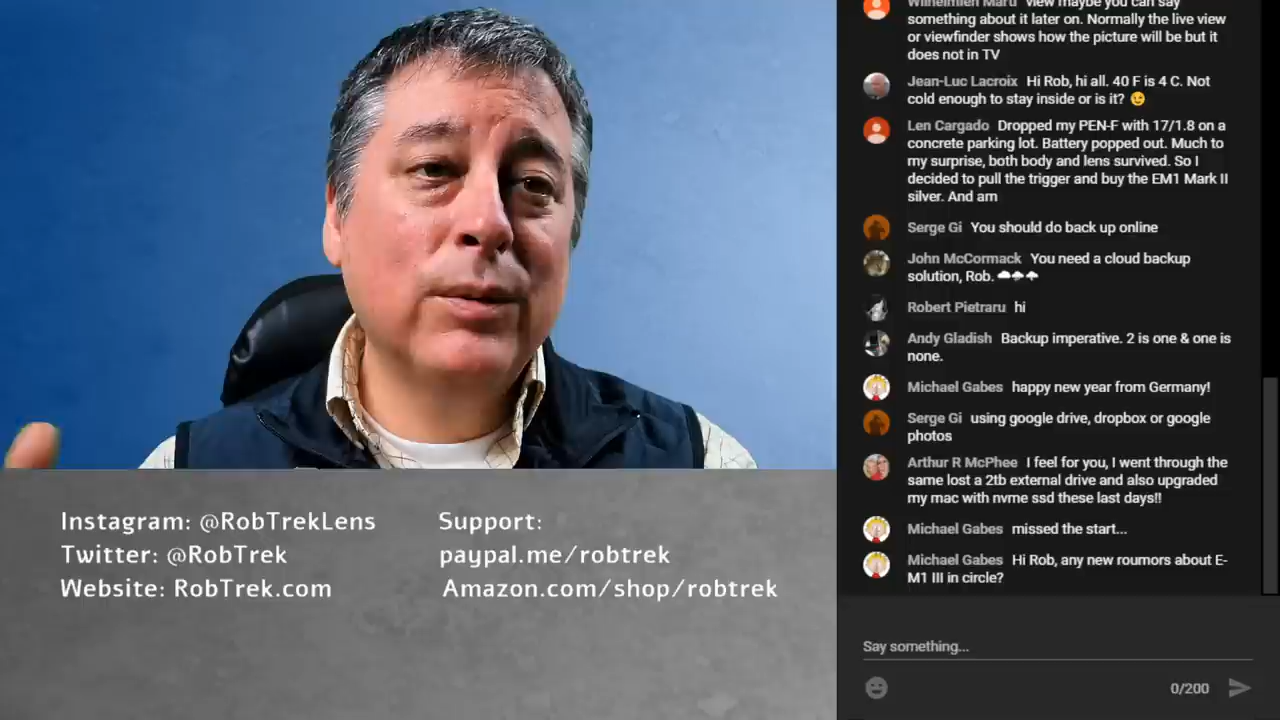 Instagram: @RobTrekLens
Twitter: @RobTrek
Website: RobTrek.com
Support:
paypal.me/robtrek
Amazon.com/shop/robtrek
view maybe you can say
something about it later on. Normally the live view
or viewfinder shows how the picture will be but it
does not in TV
Jean-Luc Lacroix Hi Rob, hi all. 40 F is 4 C. Not
cold enough to stay inside or is it? 😉
Len Cargado Dropped my PEN-F with 17/1.8 on a
concrete parking lot. Battery popped out. Much to
my surprise, both body and lens survived. So I
decided to pull the trigger and buy the EM1 Mark II
silver. And am
Serge Gi You should do back up online
John McCormack You need a cloud backup
solution, Rob.
Robert Pietraru hi
Andy Gladish Backup imperative. 2 is one & one is
none.
Michael Gabes happy new year from Germany!
Serge Gi using google drive, dropbox or google
photos
Arthur R McPhee I feel for you, I went through the
same lost a 2tb external drive and also upgraded
my mac with nvme ssd these last days!!
Michael Gabes missed the start...
Michael Gabes Hi Rob, any new roumors about E-
M1 III in circle?
Say something...
0/200